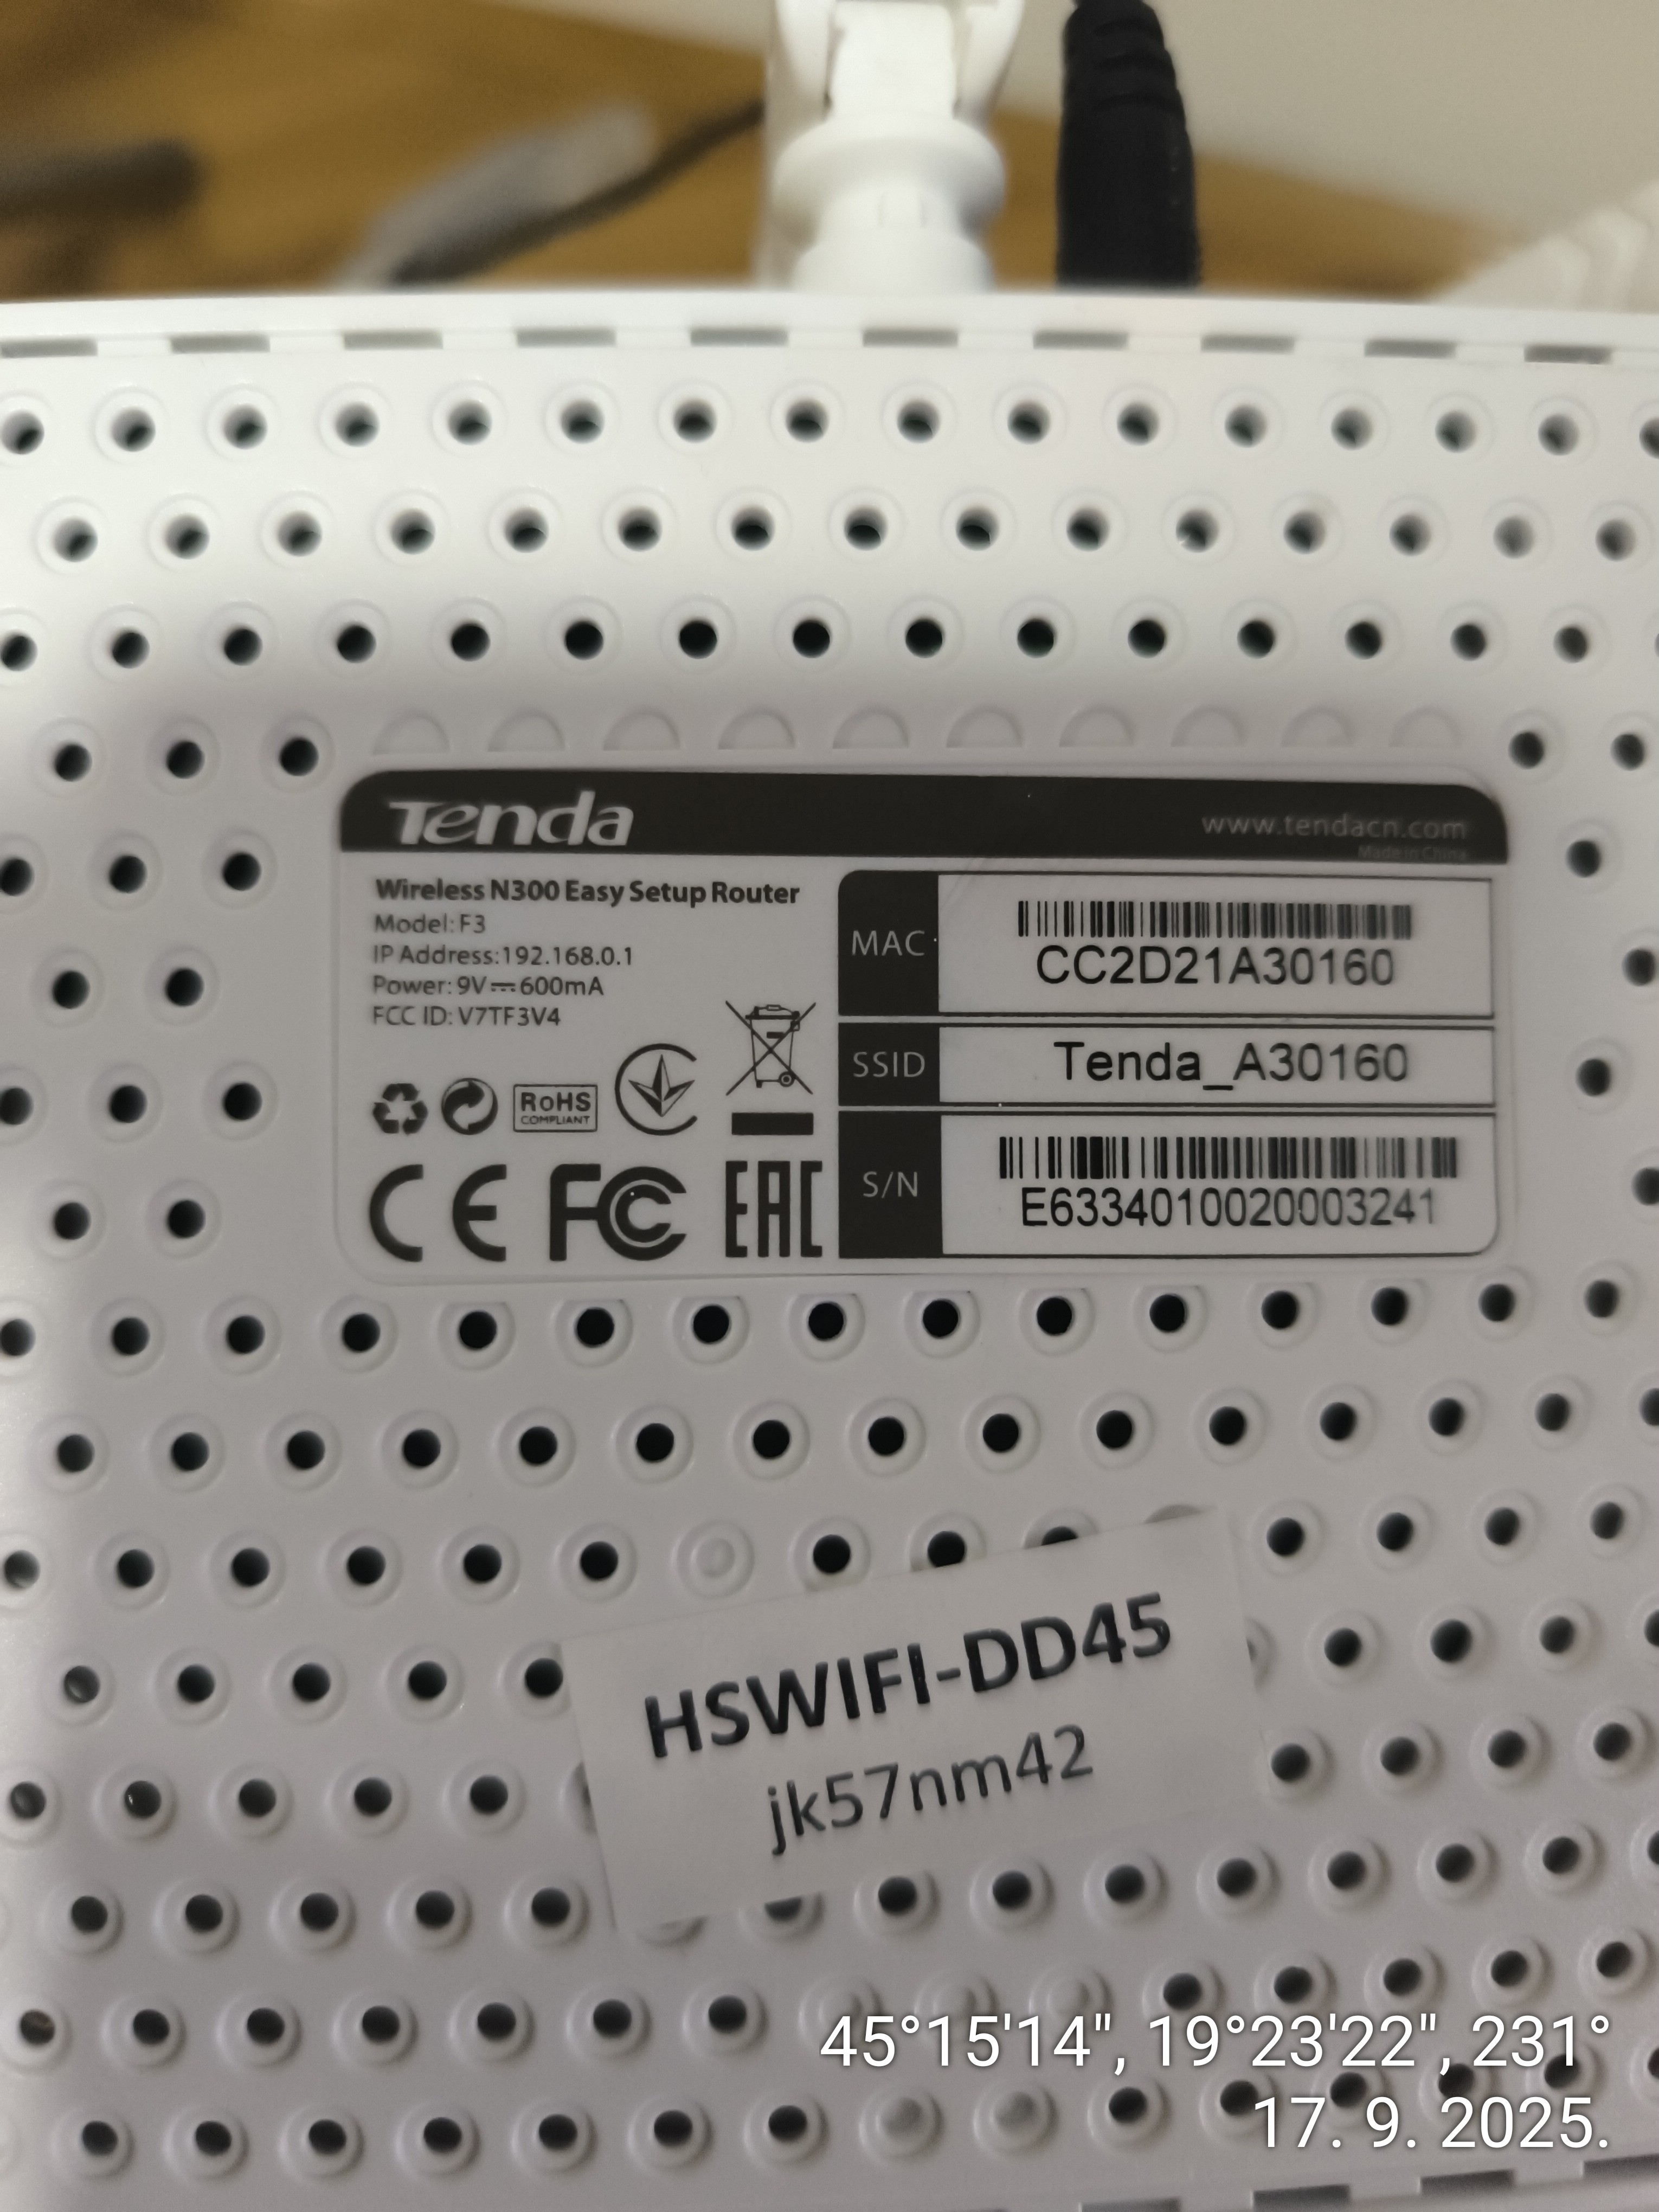 Tenda
www.tendacn.com
Made in China
Wireless N300 Easy Setup Router
Model: F3
IP Address:192.168.0.1
Power: 9V⎓600mA
FCC ID: V7TF3V4
RoHS
COMPLIANT
CE FC EAC
MAC
CC2D21A30160
SSID
Tenda_A30160
S/N
E6334010020003241
HSWIFI-DD45
jk57nm42
45°15'14", 19°23'22", 231°
17. 9. 2025.